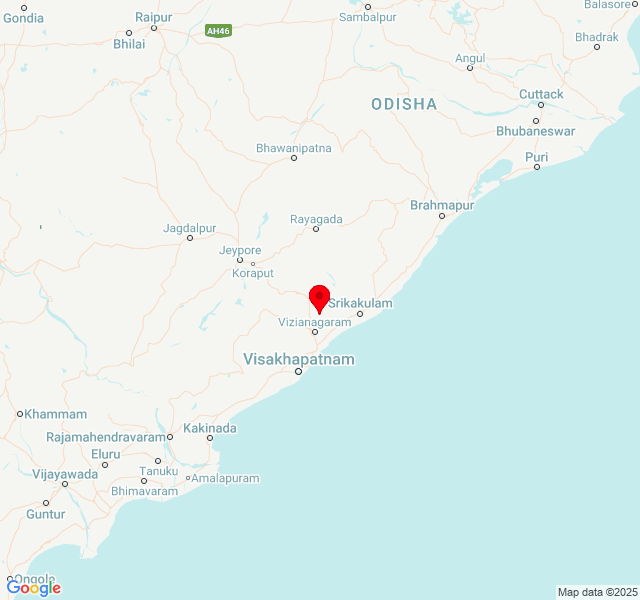 Gondia
Raipur
Bhilai
AH46
Sambalpur
Balasore
Bhadrak
Angul
ODISHA
Cuttack
Bhubaneswar
Puri
Bhawanipatna
Brahmapur
Rayagada
Jagdalpur
Jeypore
Koraput
Srikakulam
Vizianagaram
Visakhapatnam
Khammam
Rajamahendravaram
Kakinada
Eluru
Tanuku
Vijayawada
Amalapuram
Bhimavaram
Guntur
Ongole
Google
Map data ©2025